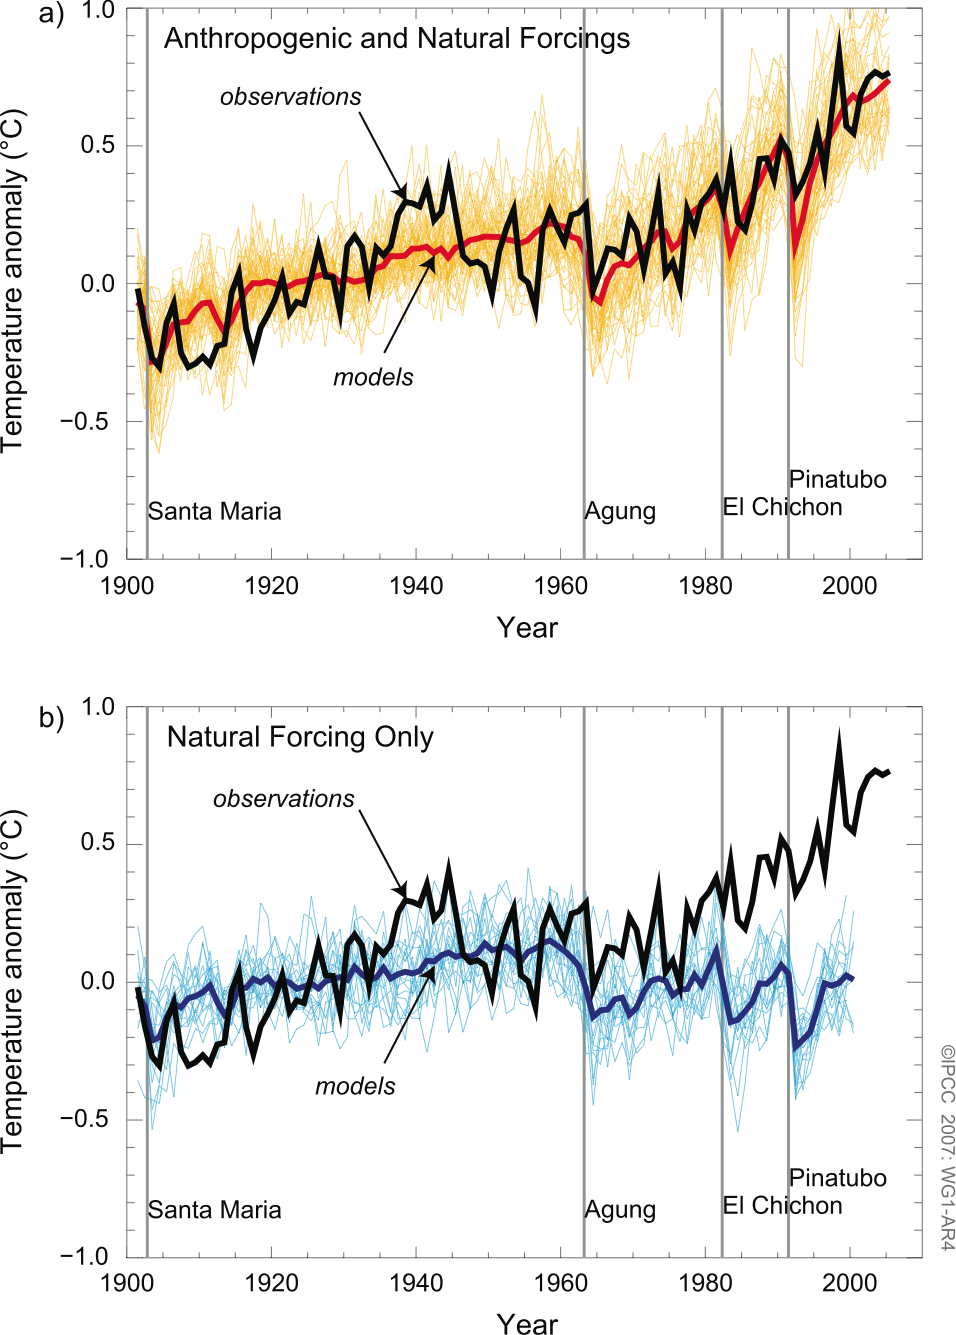 a)
Anthropogenic and Natural Forcings
observations
models
Temperature anomaly (°C)
1.0
0.5
0.0
−0.5
−1.0
Santa Maria
Agung
El Chichon
Pinatubo
1900 1920 1940 1960 1980 2000
Year
b)
Natural Forcing Only
observations
models
Temperature anomaly (°C)
1.0
0.5
0.0
−0.5
−1.0
Santa Maria
Agung
El Chichon
Pinatubo
1900 1920 1940 1960 1980 2000
Year
©IPCC 2007: WG1-AR4